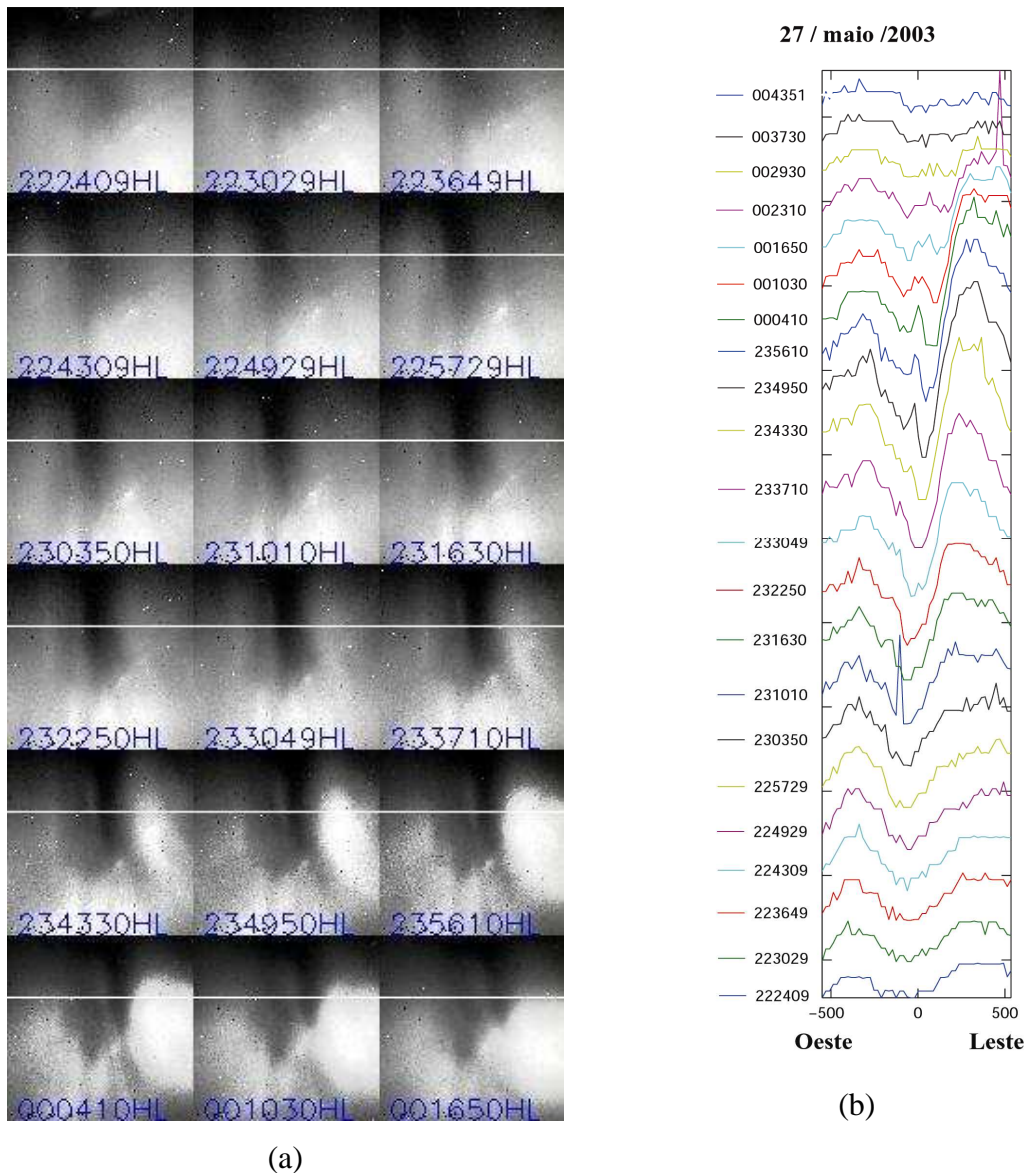 222409HL 223029HL 223649HL
224309HL 224929HL 225729HL
230350HL 231010HL 231630HL
232250HL 233049HL 233710HL
234330HL 234950HL 235610HL
000410HL 001030HL 001650HL
(a)
27 / maio /2003
004351
003730
002930
002310
001650
001030
000410
235610
234950
234330
233710
233049
232250
231630
231010
230350
225729
224929
224309
223649
223029
222409
−500 0 500
Oeste Leste
(b)